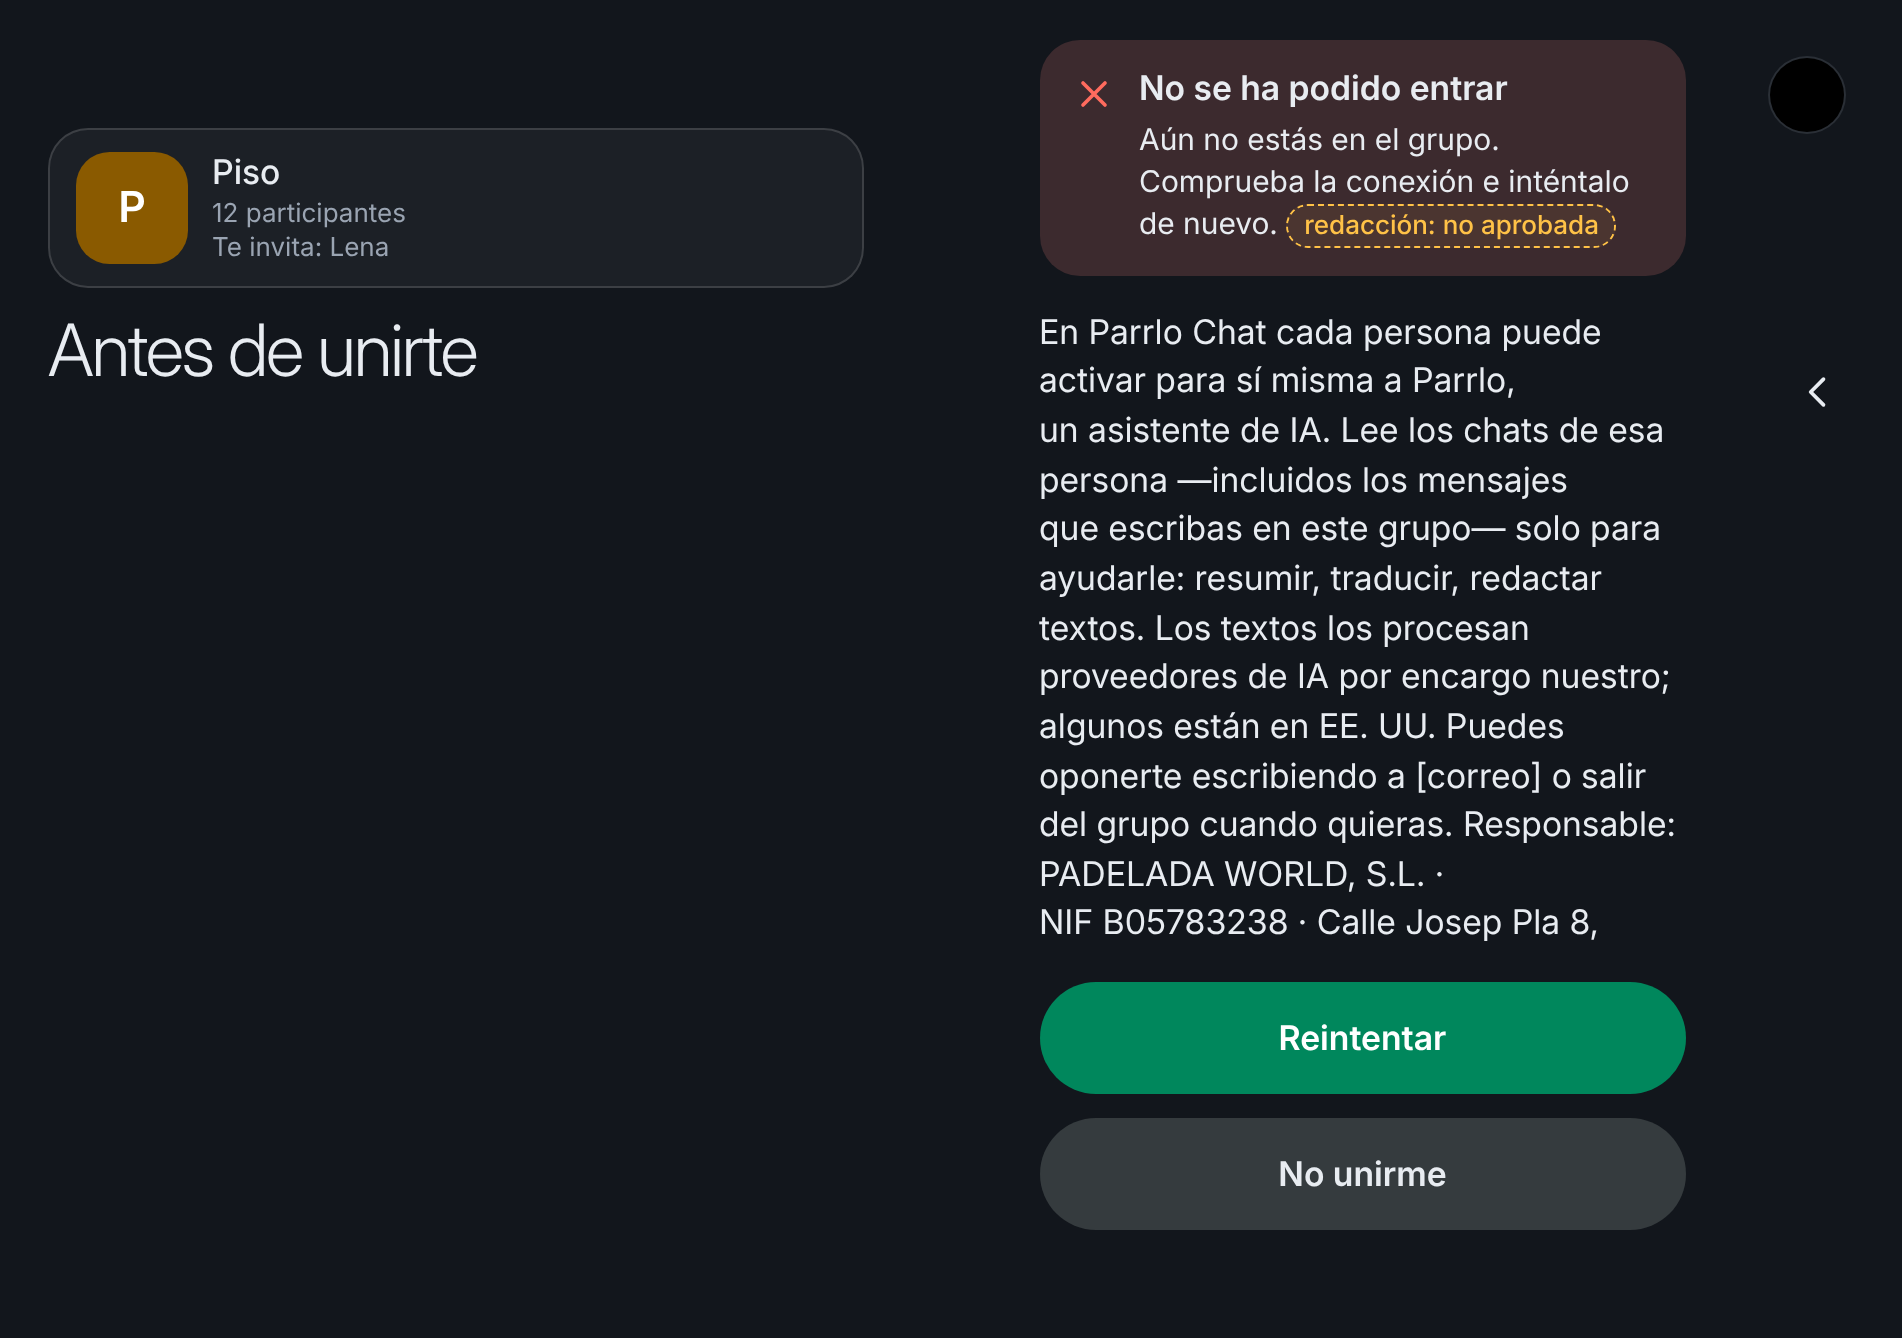 P
Piso
12 participantes
Te invita: Lena
Antes de unirte
No se ha podido entrar
Aún no estás en el grupo.
Comprueba la conexión e inténtalo
de nuevo. redacción: no aprobada
En Parrlo Chat cada persona puede
activar para sí misma a Parrlo,
un asistente de IA. Lee los chats de esa
persona —incluidos los mensajes
que escribas en este grupo— solo para
ayudarle: resumir, traducir, redactar
textos. Los textos los procesan
proveedores de IA por encargo nuestro;
algunos están en EE. UU. Puedes
oponerte escribiendo a [correo] o salir
del grupo cuando quieras. Responsable:
PADELADA WORLD, S.L. ·
NIF B05783238 · Calle Josep Pla 8,
Reintentar
No unirme